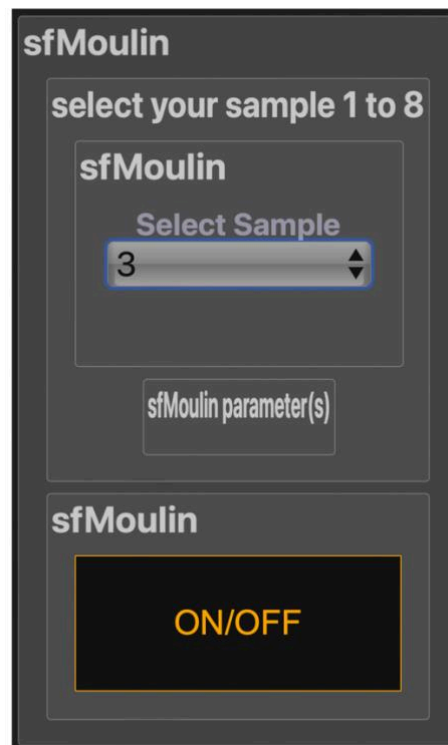 sfMoulin
select your sample 1 to 8
sfMoulin
Select Sample
3
sfMoulin parameter(s)
sfMoulin
ON/OFF